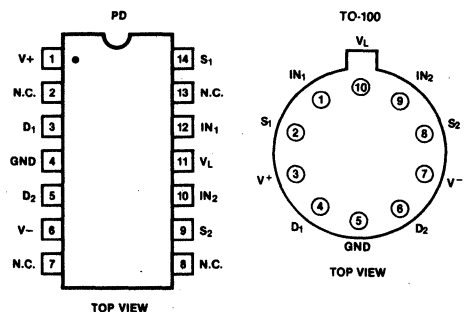 PD
V+ 1 14 S1
N.C. 2 13 N.C.
D1 3 12 IN1
GND 4 11 VL
D2 5 10 IN2
V− 6 9 S2
N.C. 7 8 N.C.
TOP VIEW
TO-100
VL
IN1 10 IN2
1 9
S1 2 8 S2
V+ 3 7 V−
4 6
D1 5 D2
GND
TOP VIEW